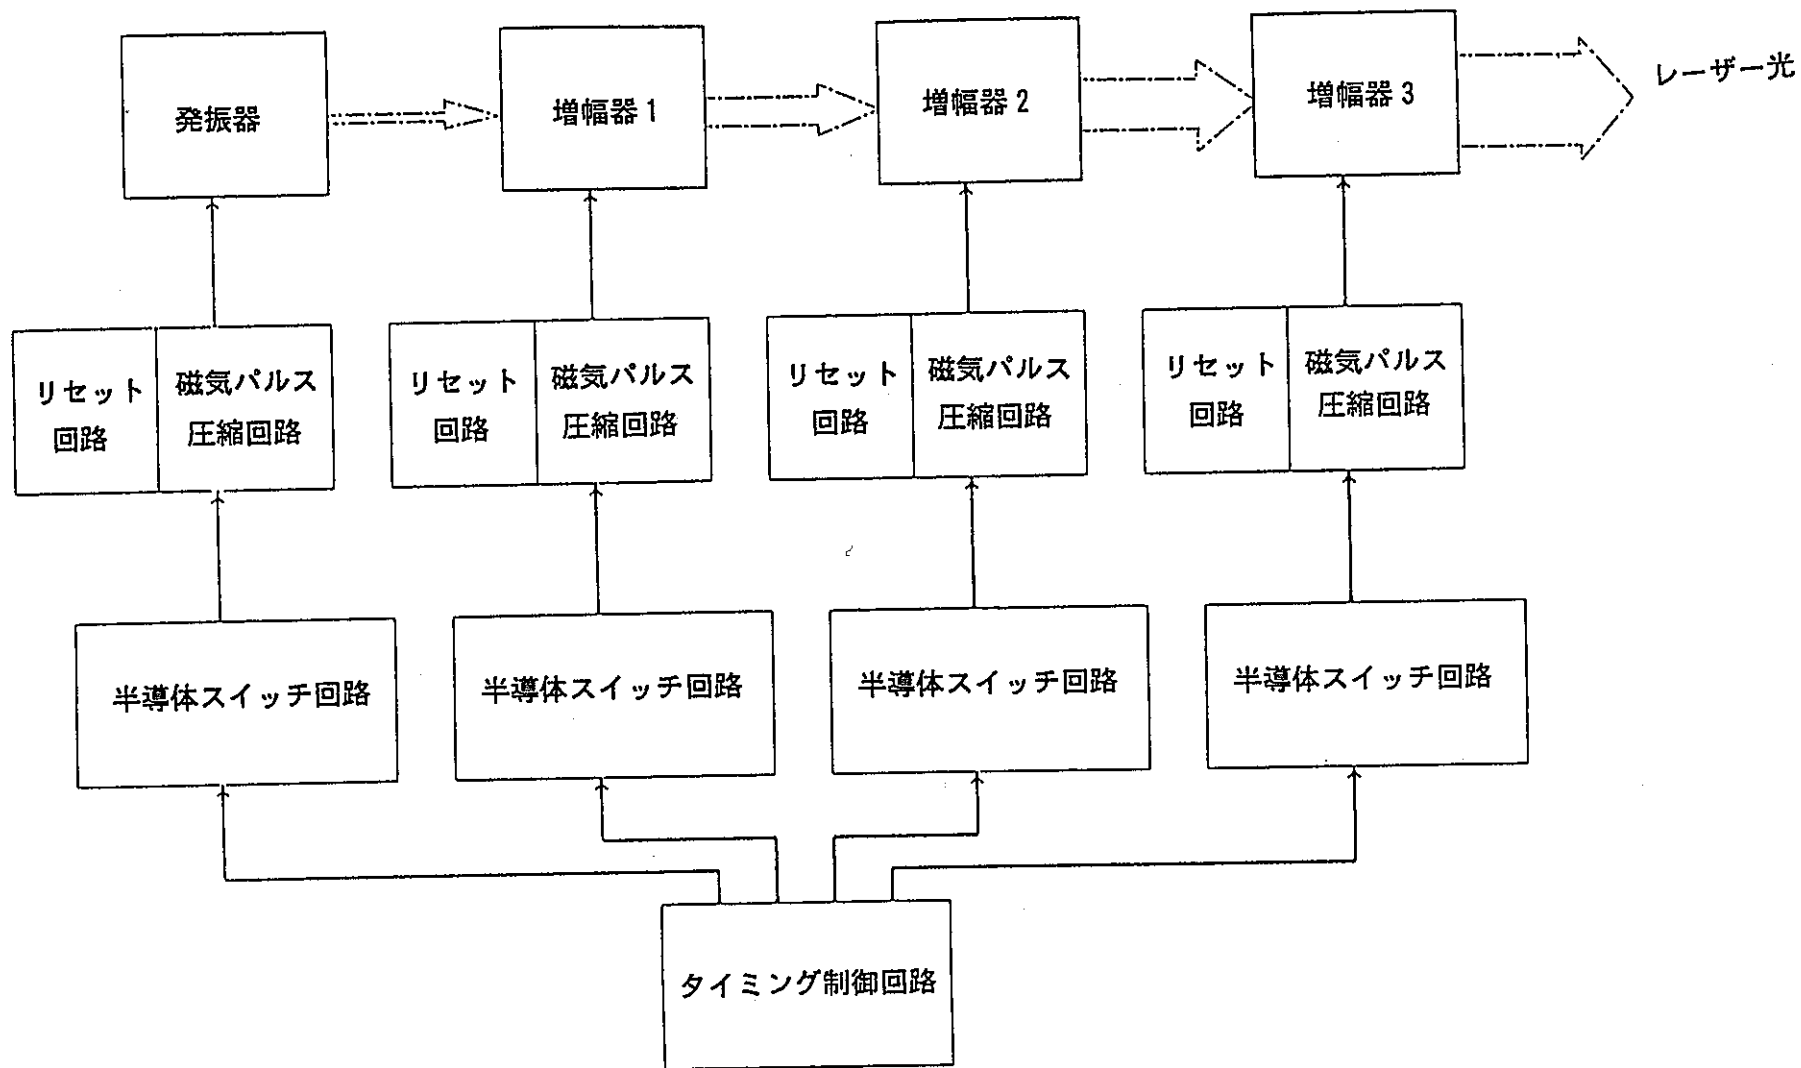 発振器
増幅器1
増幅器2
増幅器3
レーザー光
リセット
回路
磁気パルス
圧縮回路
リセット
回路
磁気パルス
圧縮回路
リセット
回路
磁気パルス
圧縮回路
リセット
回路
磁気パルス
圧縮回路
半導体スイッチ回路
半導体スイッチ回路
半導体スイッチ回路
半導体スイッチ回路
タイミング制御回路